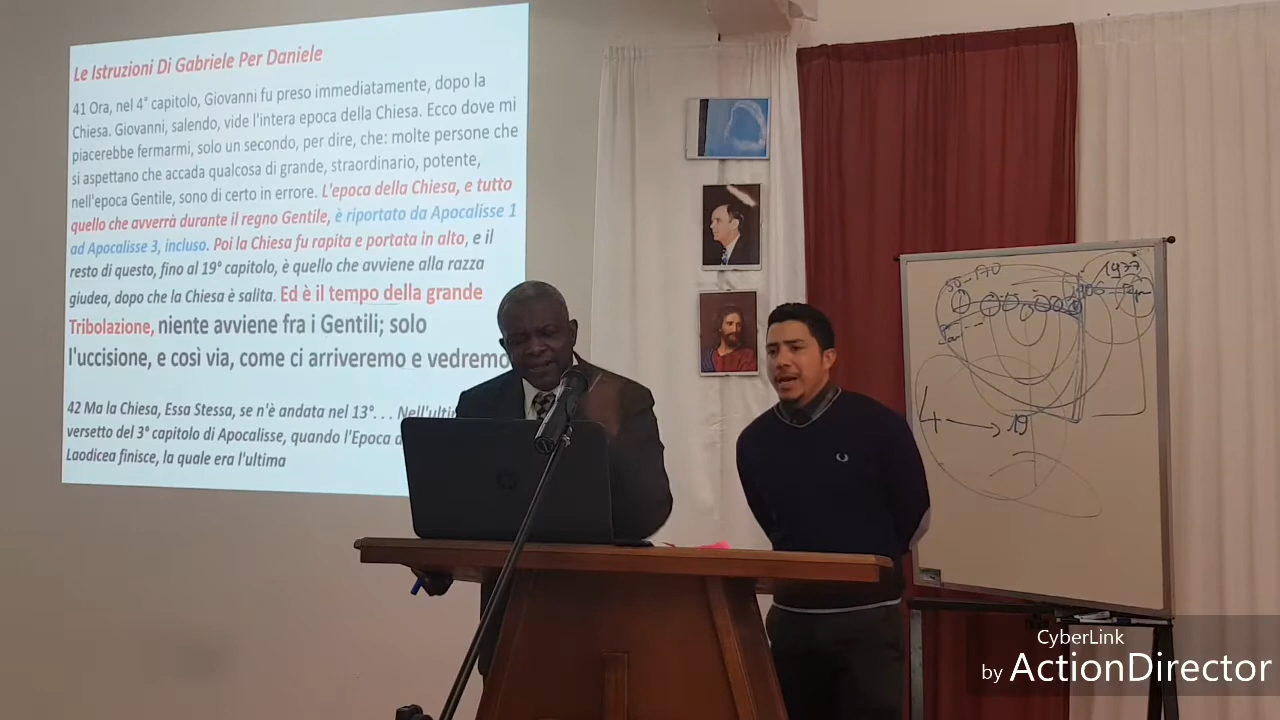 Le Istruzioni Di Gabriele Per Daniele
41 Ora, nel 4° capitolo, Giovanni fu preso immediatamente, dopo la
Chiesa. Giovanni, salendo, vide l'intera epoca della Chiesa. Ecco dove mi
piacerebbe fermarmi, solo un secondo, per dire, che: molte persone che
si aspettano che accada qualcosa di grande, straordinario, potente,
nell'epoca Gentile, sono di certo in errore. L'epoca della Chiesa, e tutto
quello che avverrà durante il regno Gentile, è riportato da Apocalisse 1
ad Apocalisse 3, incluso. Poi la Chiesa fu rapita e portata in alto, e il
resto di questo, fino al 19° capitolo, è quello che avviene alla razza
giudea, dopo che la Chiesa è salita. Ed è il tempo della grande
Tribolazione, niente avviene fra i Gentili; solo
l'uccisione, e così via, come ci arriveremo e vedremo
42 Ma la Chiesa, Essa Stessa, se n'è andata nel 13°. . . Nell'ultim
versetto del 3° capitolo di Apocalisse, quando l'Epoca d
Laodicea finisce, la quale era l'ultima
50-170
1977
1906
4 → 19
CyberLink
by ActionDirector